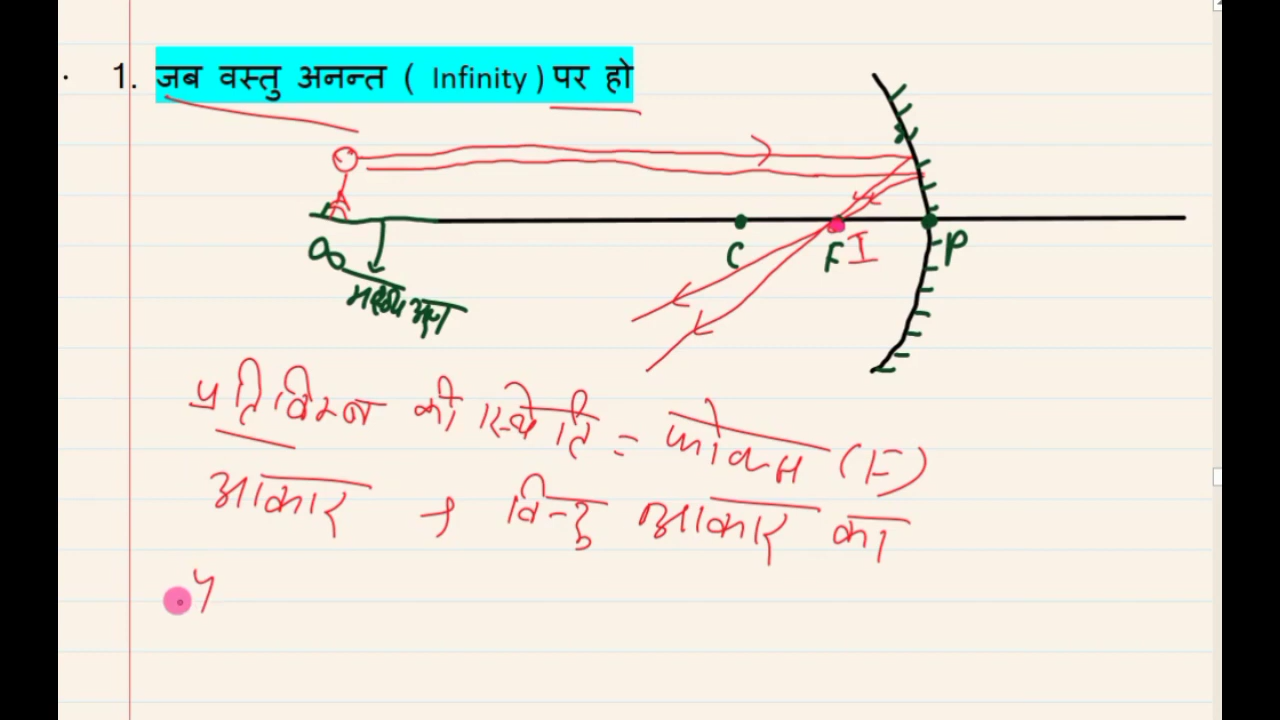 1. जब वस्तु अनन्त ( Infinity ) पर हो
C F I P
∞
प्रतिविम्ब की स्थिति = फोकस (F)
आकार → विन्दु आकार का